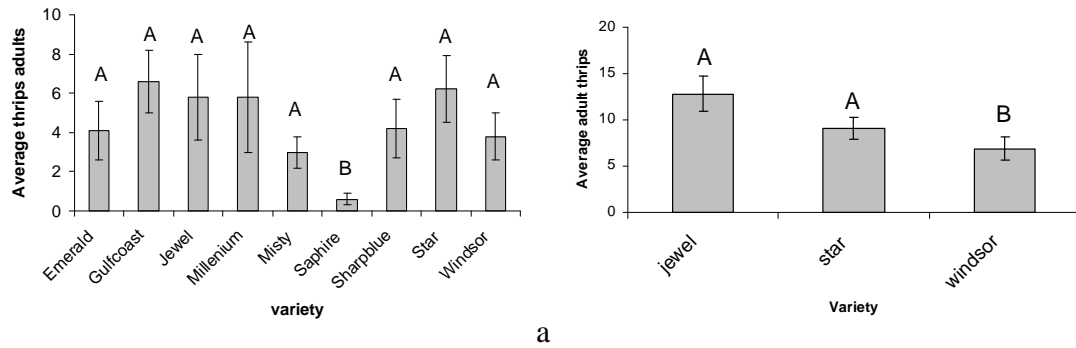 Average thrips adults
10
8
6
4
2
0
A A A A A B A A A
Emerald
Gulfcoast
Jewel
Millenium
Misty
Saphire
Sharpblue
Star
Windsor
variety
Average adult thrips
20
15
10
5
0
A A B
jewel
star
windsor
Variety
a